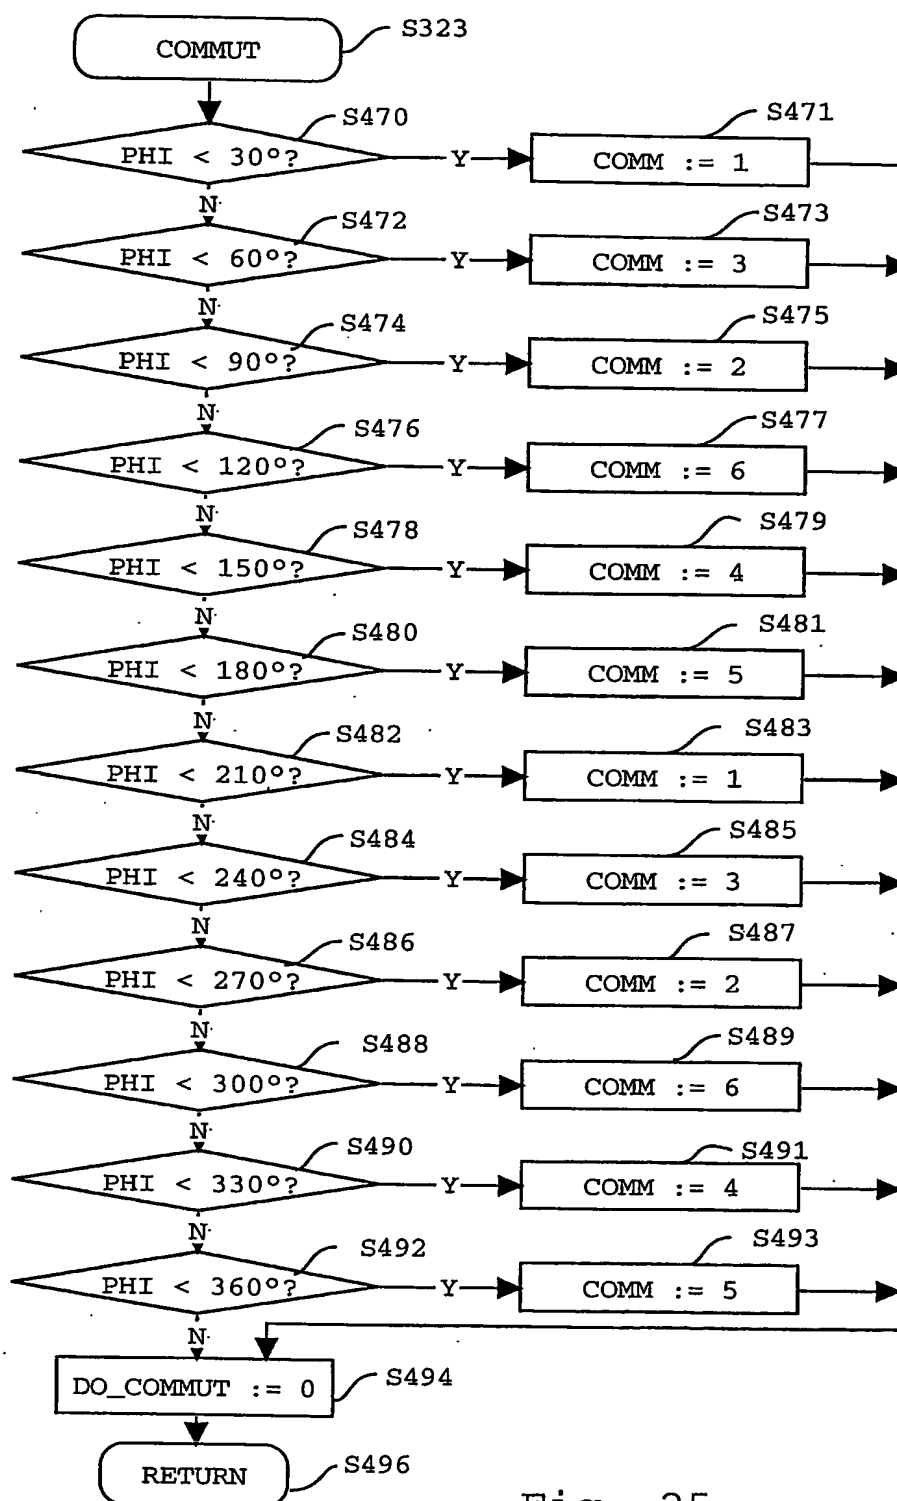 COMMUT
S323
S470
PHI < 30°?
Y
S471
COMM := 1
N
S472
PHI < 60°?
Y
S473
COMM := 3
N
S474
PHI < 90°?
Y
S475
COMM := 2
N
S476
PHI < 120°?
Y
S477
COMM := 6
N
S478
PHI < 150°?
Y
S479
COMM := 4
N
S480
PHI < 180°?
Y
S481
COMM := 5
N
S482
PHI < 210°?
Y
S483
COMM := 1
N
S484
PHI < 240°?
Y
S485
COMM := 3
N
S486
PHI < 270°?
Y
S487
COMM := 2
N
S488
PHI < 300°?
Y
S489
COMM := 6
N
S490
PHI < 330°?
Y
S491
COMM := 4
N
S492
PHI < 360°?
Y
S493
COMM := 5
N
DO_COMMUT := 0
S494
RETURN
S496